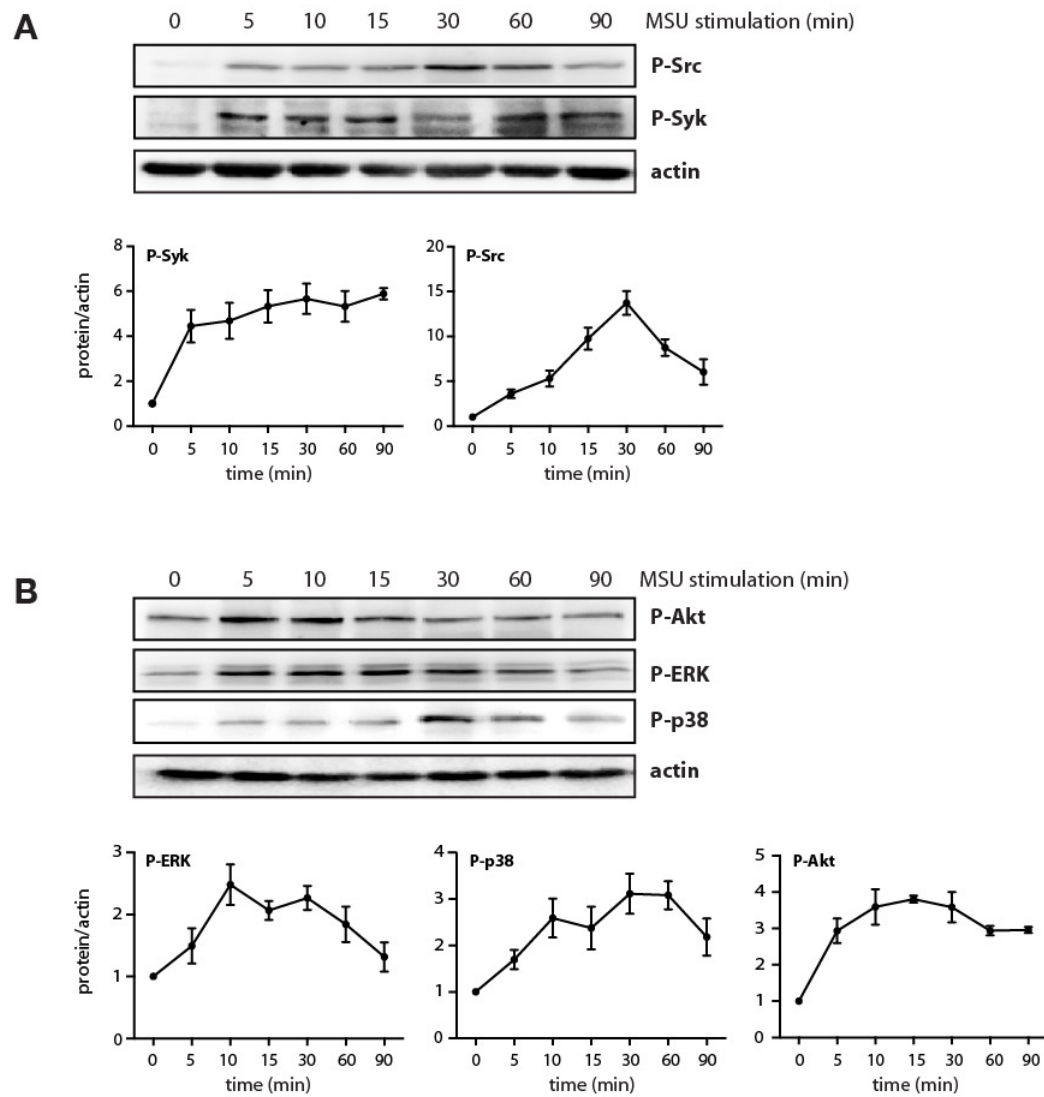 A
0 5 10 15 30 60 90 MSU stimulation (min)
P-Src
P-Syk
actin
P-Syk
8
6
4
2
0
protein/actin
0 5 10 15 30 60 90
time (min)
P-Src
20
15
10
5
0
0 5 10 15 30 60 90
time (min)
B
0 5 10 15 30 60 90 MSU stimulation (min)
P-Akt
P-ERK
P-p38
actin
P-ERK
3
2
1
0
protein/actin
0 5 10 15 30 60 90
time (min)
P-p38
4
3
2
1
0
0 5 10 15 30 60 90
time (min)
P-Akt
5
4
3
2
1
0
0 5 10 15 30 60 90
time (min)